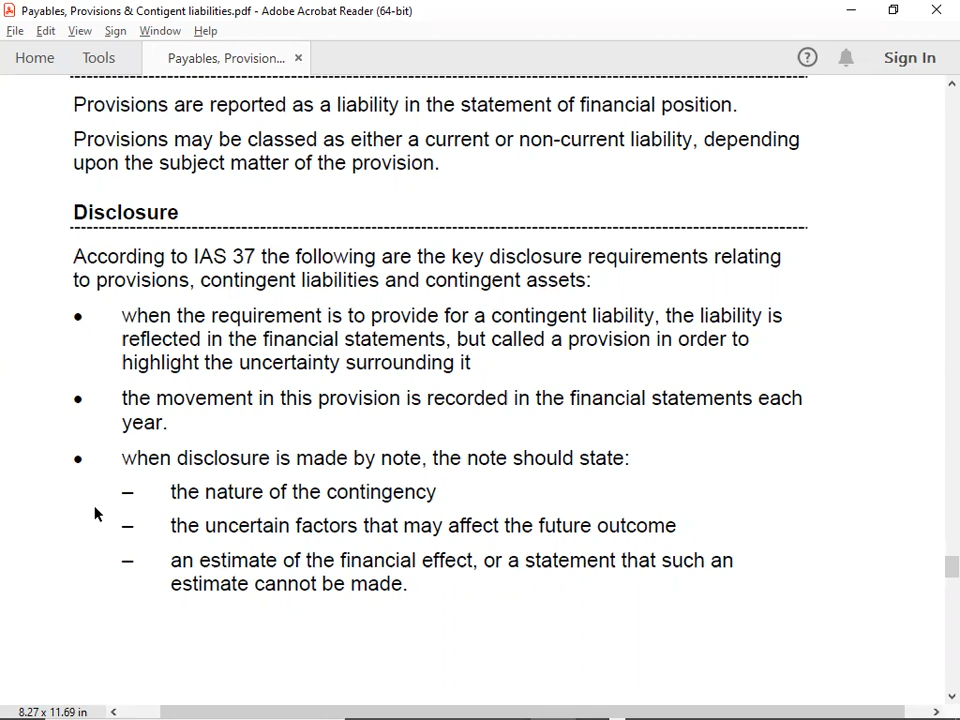 Payables, Provisions & Contigent liabilities.pdf - Adobe Acrobat Reader (64-bit)
File Edit View Sign Window Help
Home Tools Payables, Provision... × ? Sign In
Provisions are reported as a liability in the statement of financial position.
Provisions may be classed as either a current or non-current liability, depending
upon the subject matter of the provision.
Disclosure
According to IAS 37 the following are the key disclosure requirements relating
to provisions, contingent liabilities and contingent assets:
• when the requirement is to provide for a contingent liability, the liability is
reflected in the financial statements, but called a provision in order to
highlight the uncertainty surrounding it
• the movement in this provision is recorded in the financial statements each
year.
• when disclosure is made by note, the note should state:
– the nature of the contingency
– the uncertain factors that may affect the future outcome
– an estimate of the financial effect, or a statement that such an
estimate cannot be made.
8.27 x 11.69 in